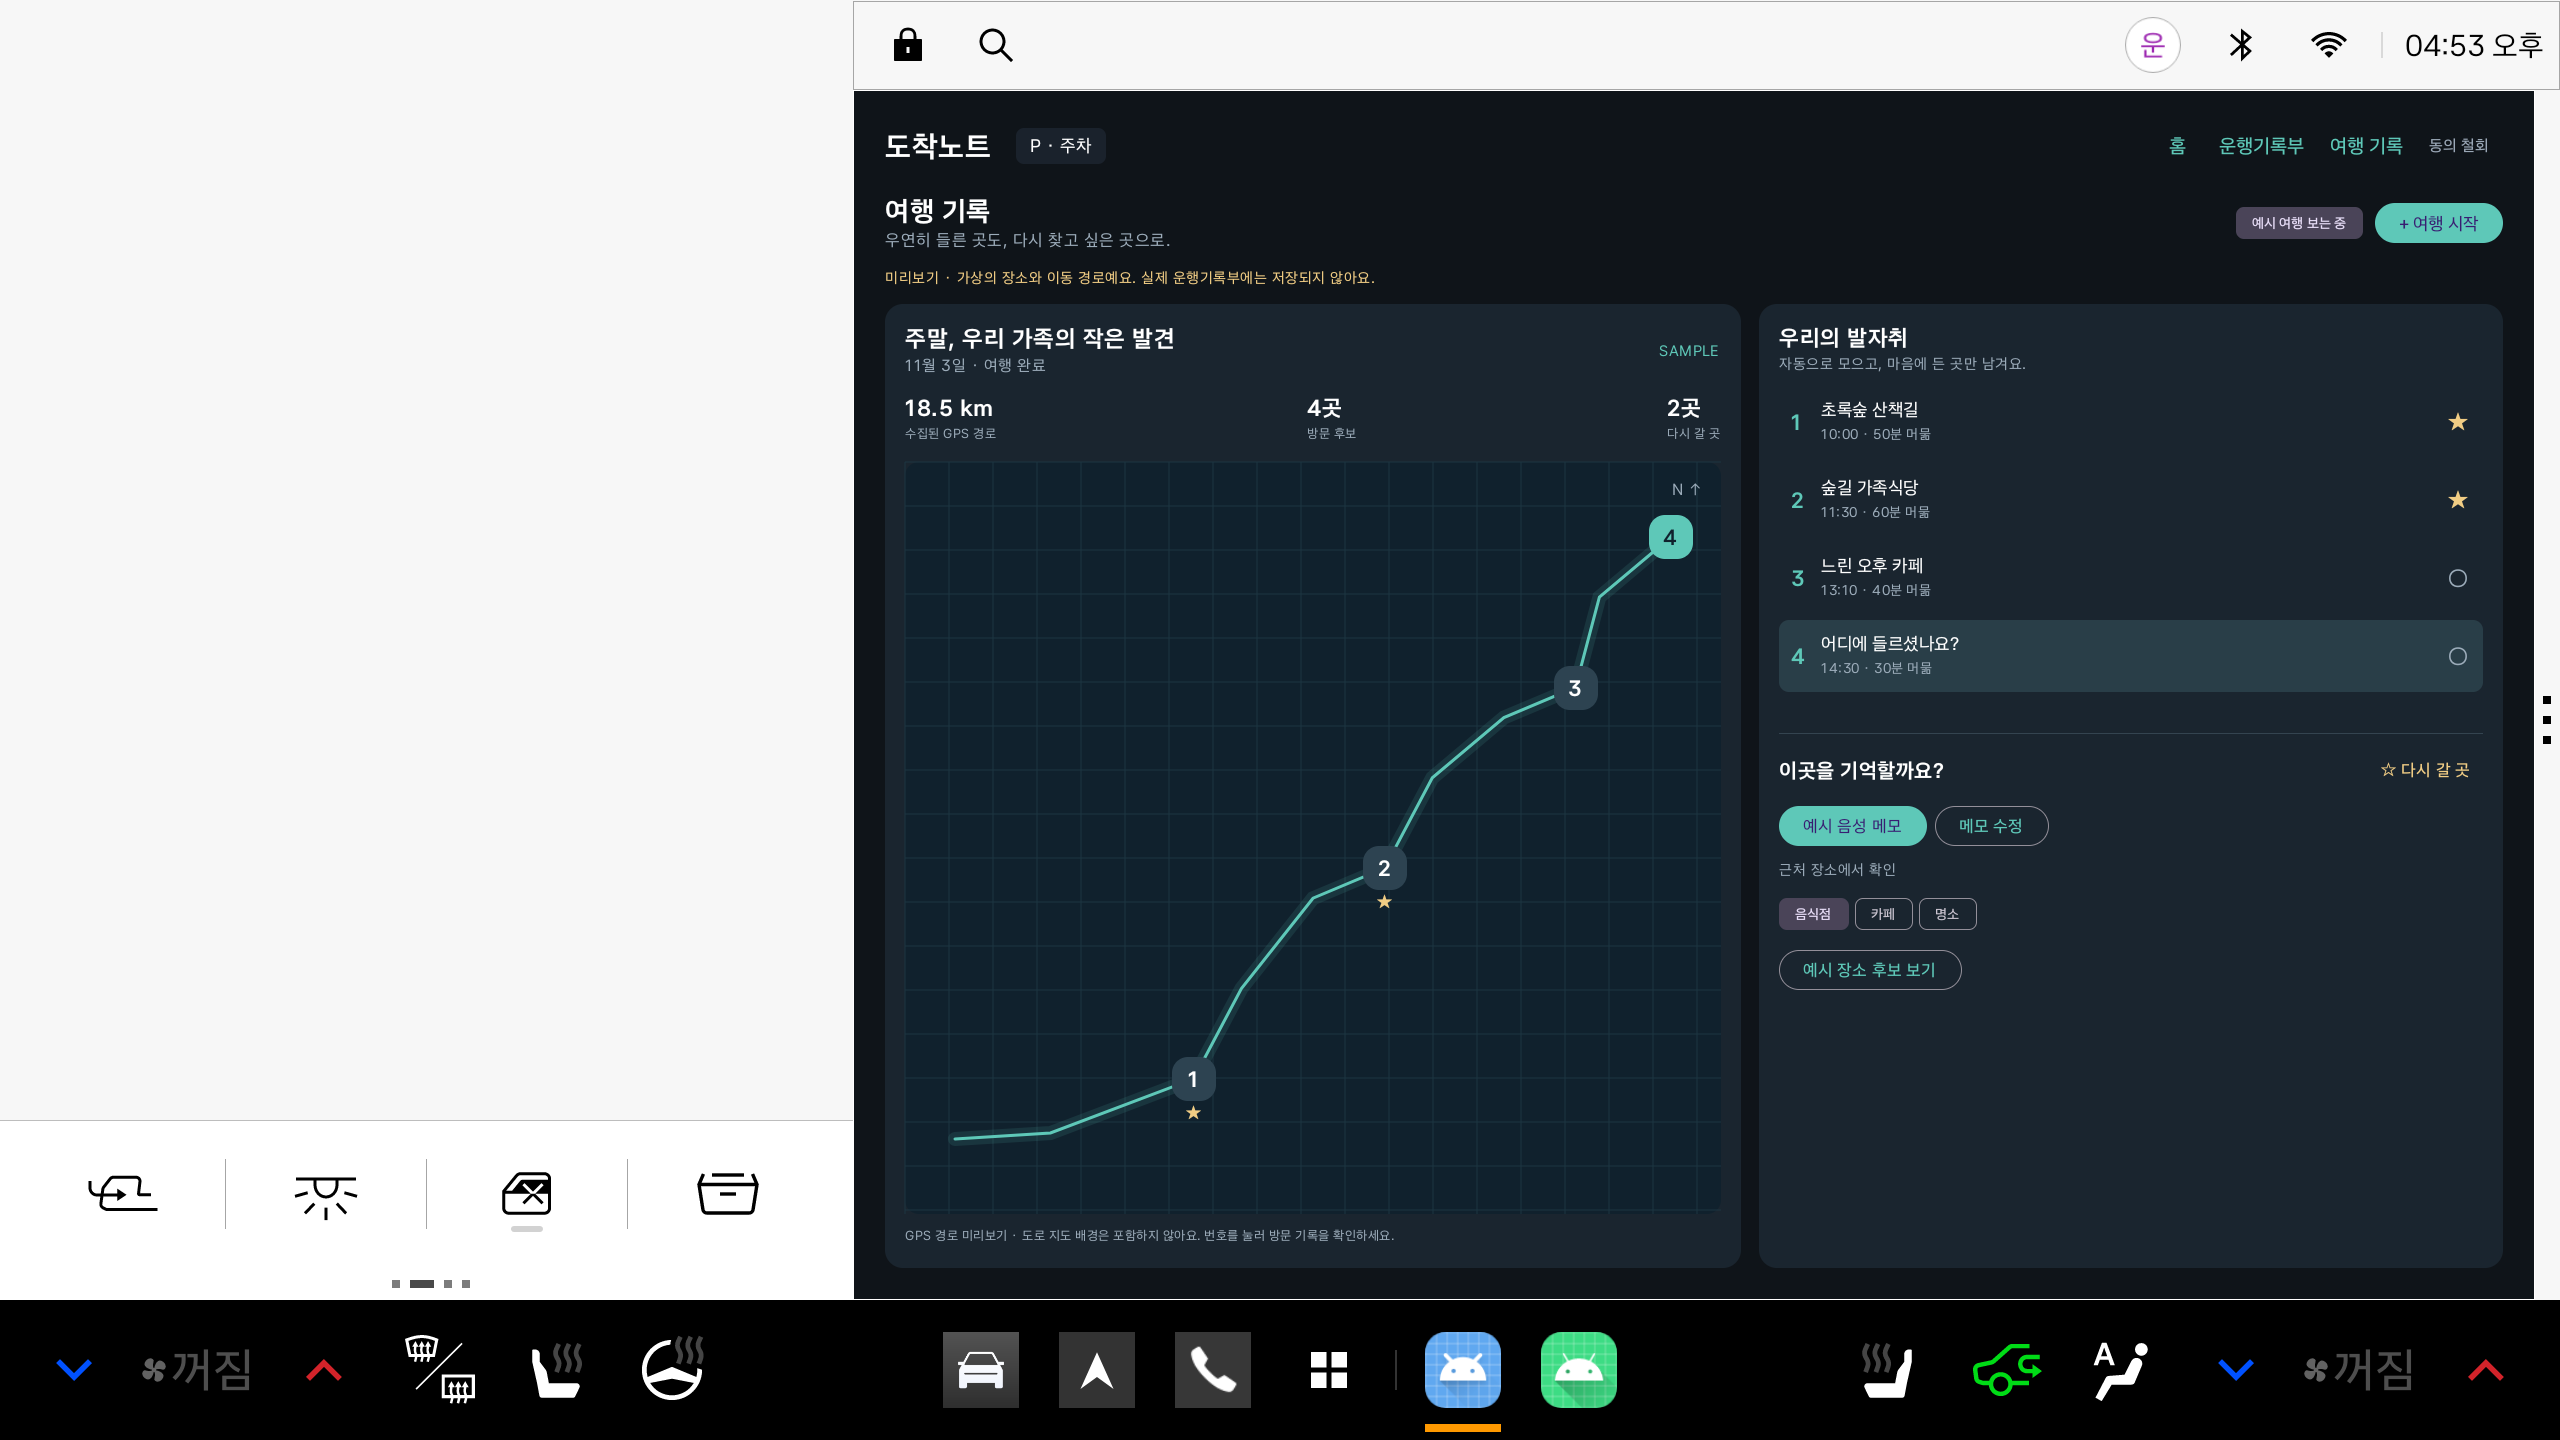 운
04:53 오후
도착노트
P · 주차
홈
운행기록부
여행 기록
동의 철회
여행 기록
우연히 들른 곳도, 다시 찾고 싶은 곳으로.
예시 여행 보는 중
+ 여행 시작
미리보기 · 가상의 장소와 이동 경로예요. 실제 운행기록부에는 저장되지 않아요.
주말, 우리 가족의 작은 발견
11월 3일 · 여행 완료
SAMPLE
18.5 km
수집된 GPS 경로
4곳
방문 후보
2곳
다시 갈 곳
N ↑
4
3
2
★
1
★
GPS 경로 미리보기 · 도로 지도 배경은 포함하지 않아요. 번호를 눌러 방문 기록을 확인하세요.
우리의 발자취
자동으로 모으고, 마음에 든 곳만 남겨요.
1
초록숲 산책길
10:00 · 50분 머묾
★
2
숲길 가족식당
11:30 · 60분 머묾
★
3
느린 오후 카페
13:10 · 40분 머묾
○
4
어디에 들르셨나요?
14:30 · 30분 머묾
○
이곳을 기억할까요?
☆ 다시 갈 곳
예시 음성 메모
메모 수정
근처 장소에서 확인
음식점
카페
명소
예시 장소 후보 보기
꺼짐
A
꺼짐